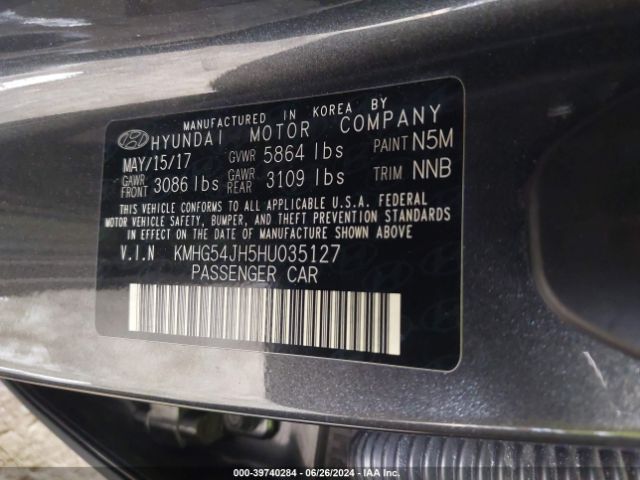 MANUFACTURED IN KOREA BY
HYUNDAI MOTOR COMPANY
MAY/15/17 GVWR 5864 lbs PAINT N5M
GAWR FRONT 3086 lbs GAWR REAR 3109 lbs TRIM NNB
THIS VEHICLE CONFORMS TO ALL APPLICABLE U.S.A. FEDERAL
MOTOR VEHICLE SAFETY, BUMPER, AND THEFT PREVENTION STANDARDS
IN EFFECT ON THE DATE OF MANUFACTURE SHOWN ABOVE.
V.I.N KMHG54JH5HU035127
PASSENGER CAR
000-39740284 - 06/26/2024 - IAA Inc.